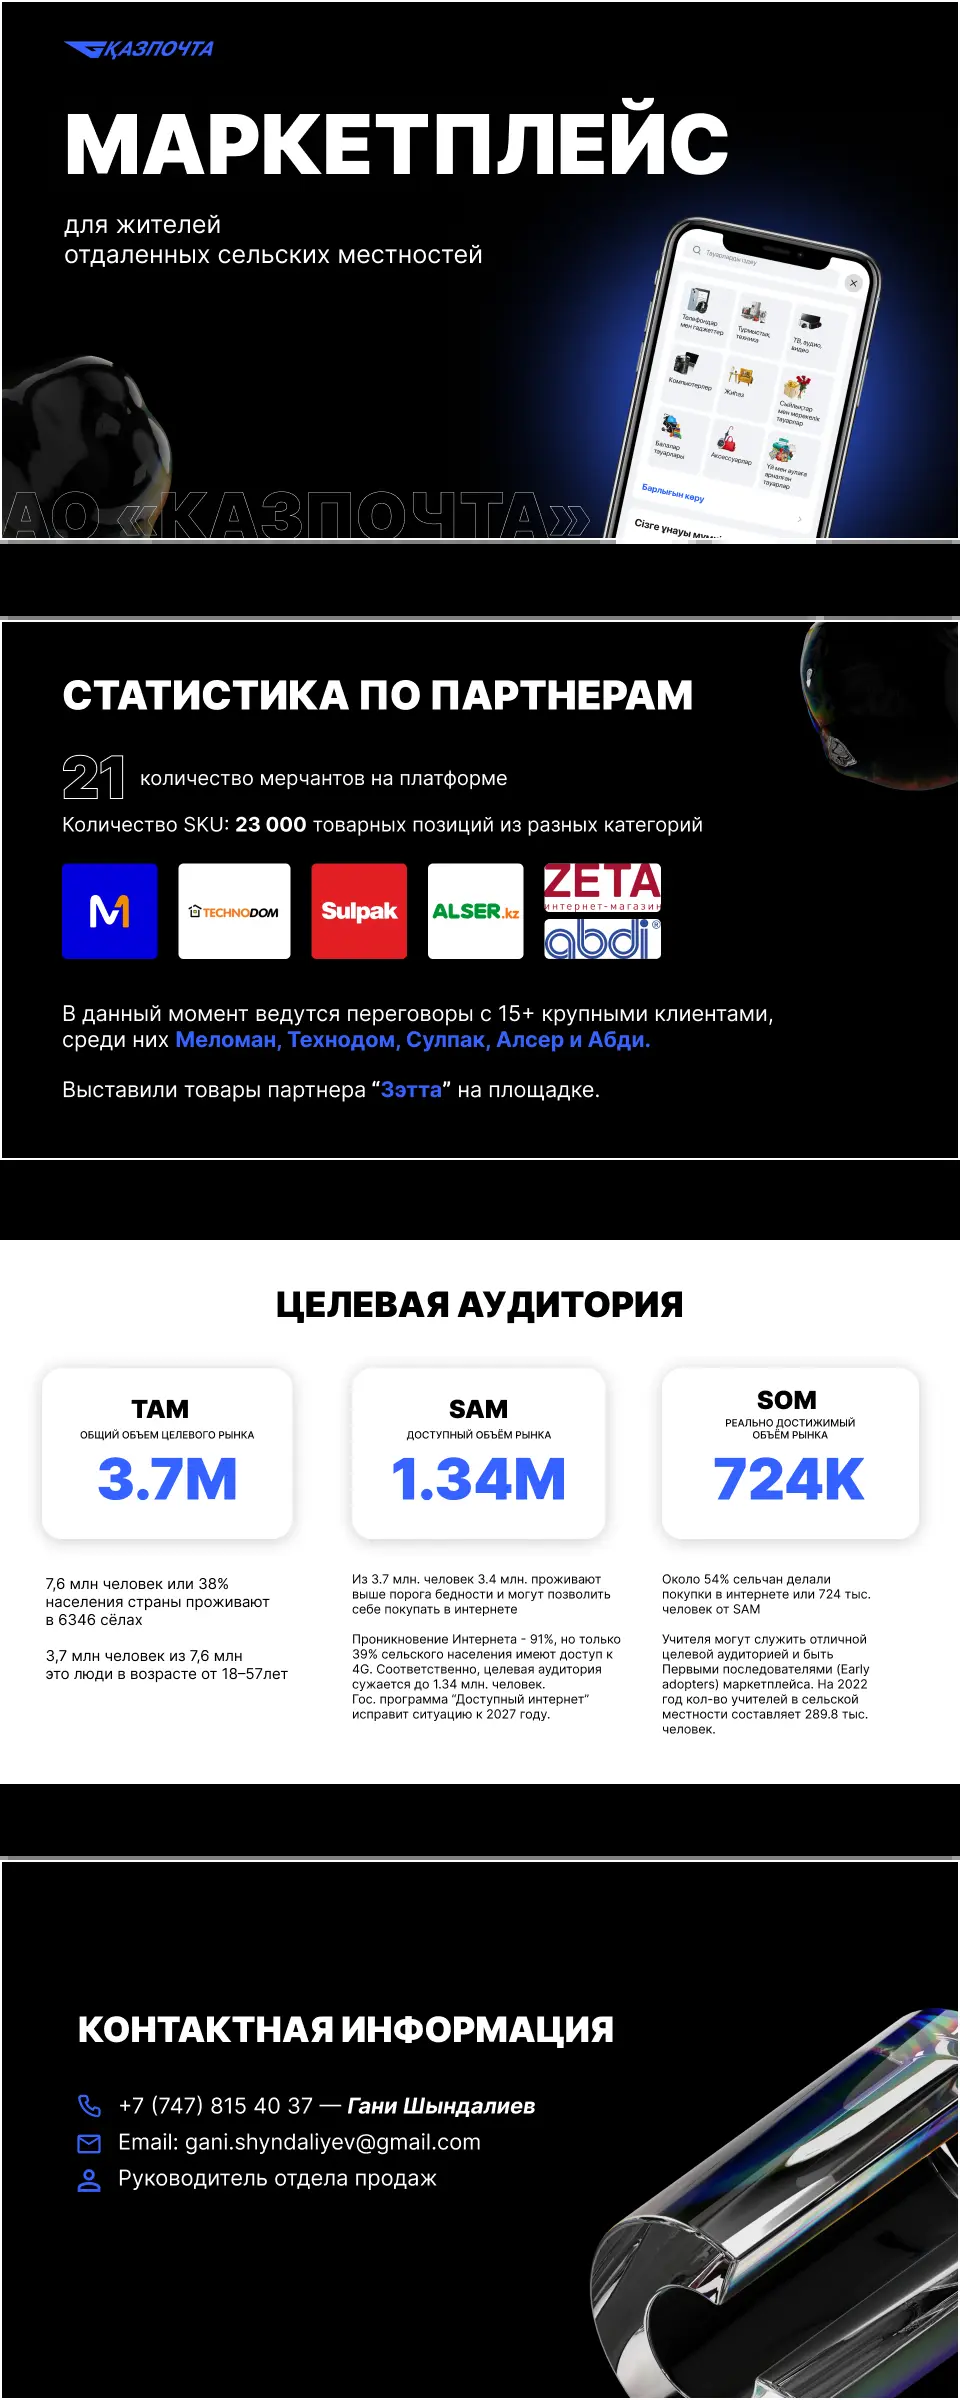 ҚАЗПОЧТА
МАРКЕТПЛЕЙС
для жителей
отдаленных сельских местностей
Тауарларды іздеу
Телефондар
мен гаджеттер
Тұрмыстық
техника
ТВ, аудио,
видео
Компьютерлер
Жиһаз
Сыйлықтар
мен мерекелік
тауарлар
Балалар
тауарлары
Аксессуарлар
Үй мен аулаға
арналған
тауарлар
Барлығын көру
Сізге ұнауы
АО «КАЗПОЧТА»
СТАТИСТИКА ПО ПАРТНЕРАМ
21 количество мерчантов на платформе
Количество SKU: 23 000 товарных позиций из разных категорий
M
TECHNODOM
Sulpak
ALSER.kz
ZETA
интернет-магазин
abdi®
В данный момент ведутся переговоры с 15+ крупными клиентами,
среди них Меломан, Технодом, Сулпак, Алсер и Абди.
Выставили товары партнера “Зэтта” на площадке.
ЦЕЛЕВАЯ АУДИТОРИЯ
TAM
ОБЩИЙ ОБЪЕМ ЦЕЛЕВОГО РЫНКА
3.7M
7,6 млн человек или 38%
населения страны проживают
в 6346 сёлах
3,7 млн человек из 7,6 млн
это люди в возрасте от 18–57лет
SAM
ДОСТУПНЫЙ ОБЪЁМ РЫНКА
1.34M
Из 3.7 млн. человек 3.4 млн. проживают
выше порога бедности и могут позволить
себе покупать в интернете
Проникновение Интернета - 91%, но только
39% сельского населения имеют доступ к
4G. Соответственно, целевая аудитория
сужается до 1.34 млн. человек.
Гос. программа “Доступный интернет”
исправит ситуацию к 2027 году.
SOM
РЕАЛЬНО ДОСТИЖИМЫЙ
ОБЪЁМ РЫНКА
724K
Около 54% сельчан делали
покупки в интернете или 724 тыс.
человек от SAM
Учителя могут служить отличной
целевой аудиторией и быть
Первыми последователями (Early
adopters) маркетплейса. На 2022
год кол-во учителей в сельской
местности составляет 289.8 тыс.
человек.
КОНТАКТНАЯ ИНФОРМАЦИЯ
+7 (747) 815 40 37 — Гани Шындалиев
Email: gani.shyndaliyev@gmail.com
Руководитель отдела продаж